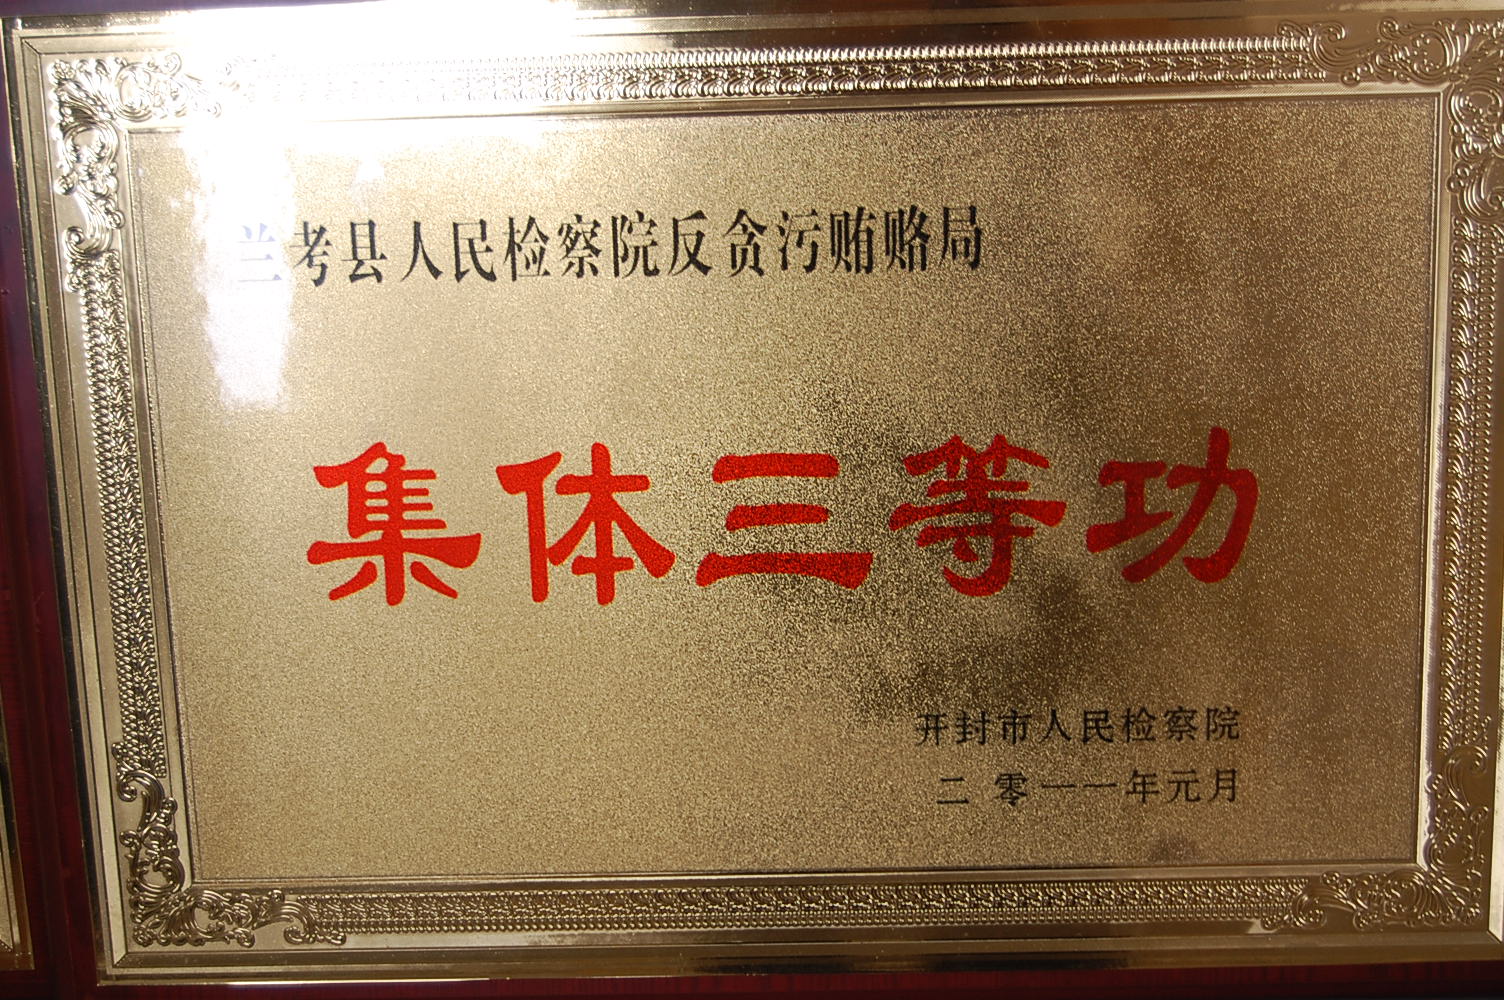 兰考县人民检察院反贪污贿赂局
集体三等功
开封市人民检察院
二零一一年元月